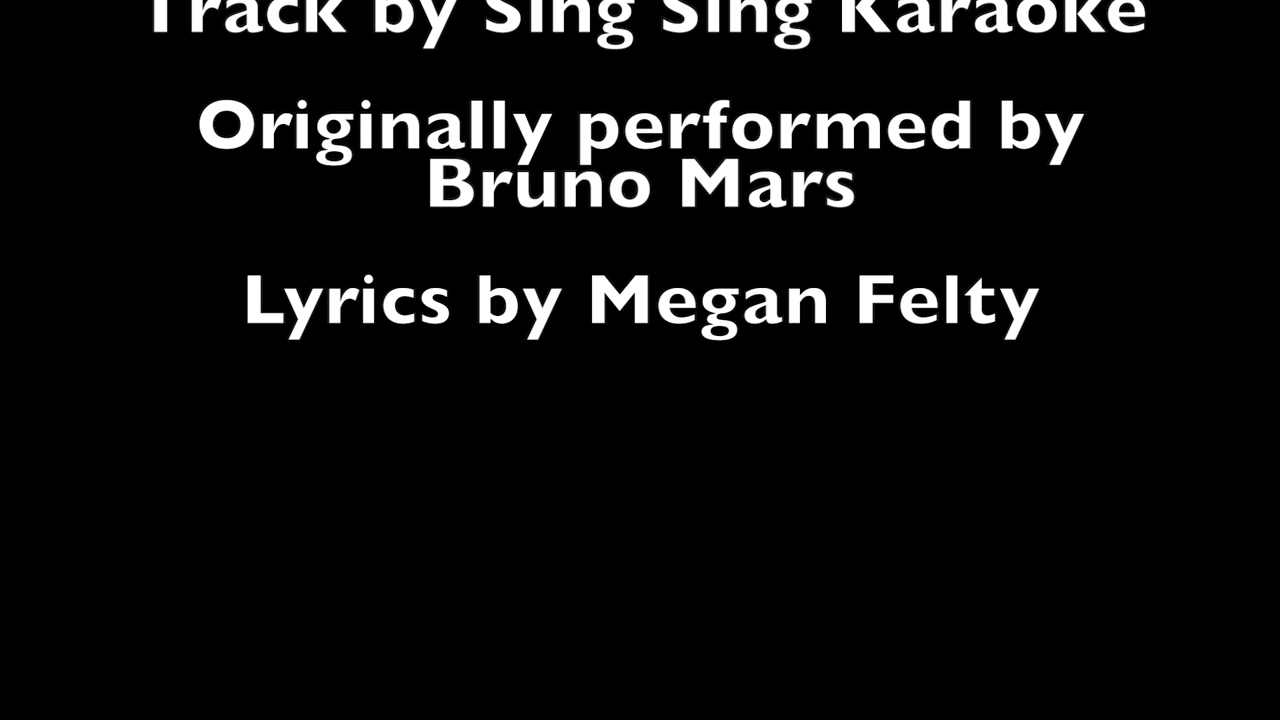 Track by Sing Sing Karaoke
Originally performed by
Bruno Mars
Lyrics by Megan Felty